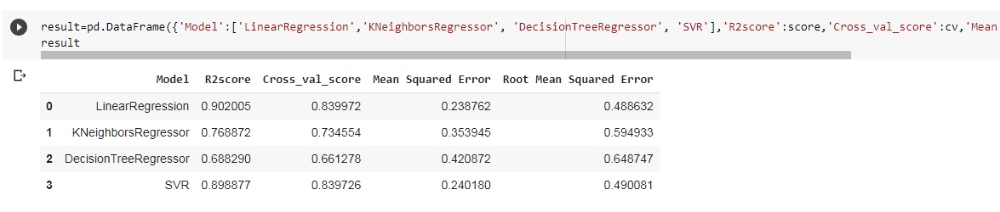 result=pd.DataFrame({'Model':['LinearRegression','KNeighborsRegressor', 'DecisionTreeRegressor', 'SVR'],'R2score':score,'Cross_val_score':cv,'Mean
result
Model R2score Cross_val_score Mean Squared Error Root Mean Squared Error
0 LinearRegression 0.902005 0.839972 0.238762 0.488632
1 KNeighborsRegressor 0.768872 0.734554 0.353945 0.594933
2 DecisionTreeRegressor 0.688290 0.661278 0.420872 0.648747
3 SVR 0.898877 0.839726 0.240180 0.490081